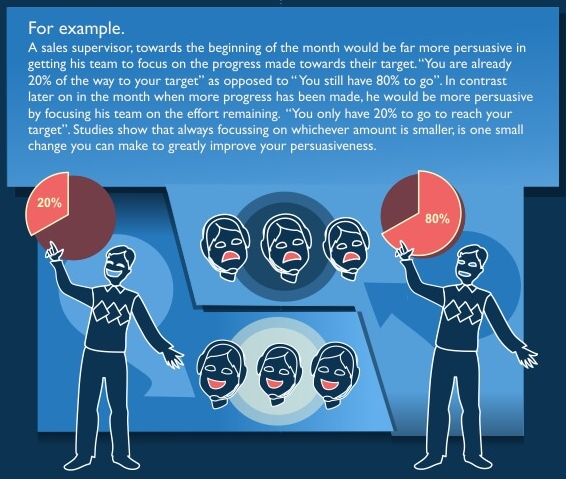 For example.
A sales supervisor, towards the beginning of the month would be far more persuasive in
getting his team to focus on the progress made towards their target. “You are already
20% of the way to your target” as opposed to “You still have 80% to go”. In contrast
later on in the month when more progress has been made, he would be more persuasive
by focusing his team on the effort remaining. “You only have 20% to go to reach your
target”. Studies show that always focussing on whichever amount is smaller, is one small
change you can make to greatly improve your persuasiveness.
20%
80%